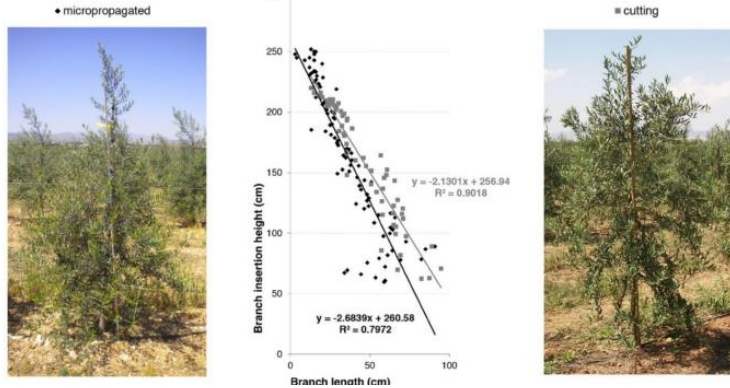 ◆ micropropagated
■ cutting
Branch insertion height (cm)
250
200
150
100
50
0
y = -2.1301x + 256.94
R² = 0.9018
y = -2.6839x + 260.58
R² = 0.7972
0 50 100
Branch length (cm)